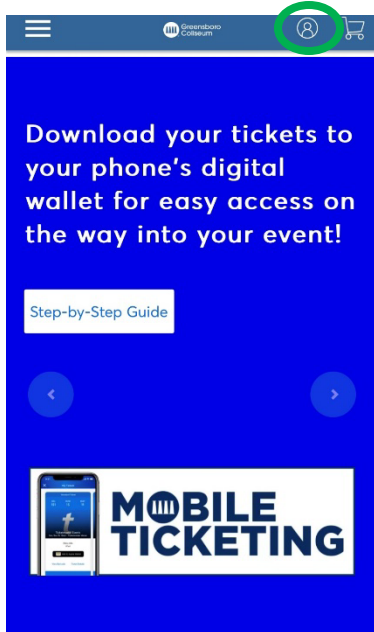 Greensboro
Coliseum
Download your tickets to
your phone's digital
wallet for easy access on
the way into your event!
Step-by-Step Guide
MOBILE
TICKETING